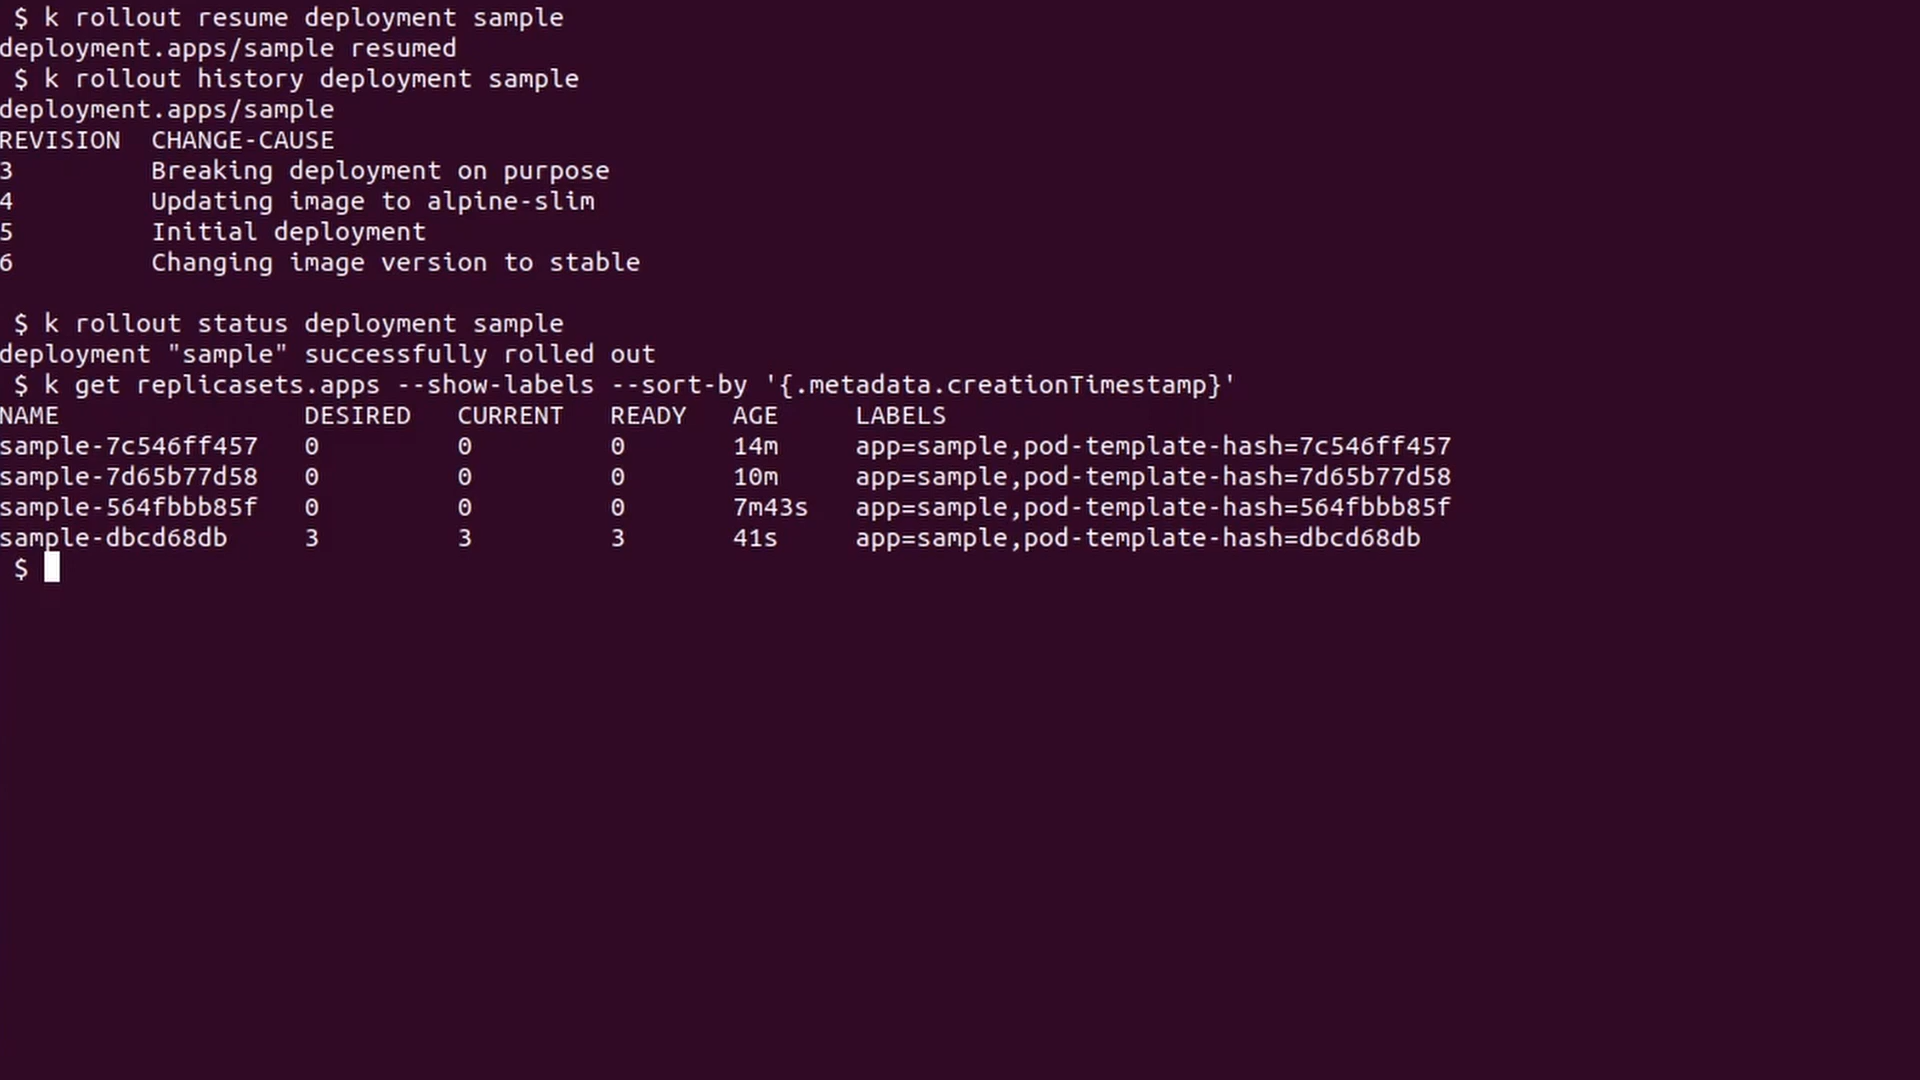 $ k rollout resume deployment sample
deployment.apps/sample resumed
$ k rollout history deployment sample
deployment.apps/sample
REVISION  CHANGE-CAUSE
3         Breaking deployment on purpose
4         Updating image to alpine-slim
5         Initial deployment
6         Changing image version to stable
$ k rollout status deployment sample
deployment "sample" successfully rolled out
$ k get replicasets.apps --show-labels --sort-by '{.metadata.creationTimestamp}'
NAME                DESIRED   CURRENT   READY   AGE     LABELS
sample-7c546ff457   0         0         0       14m     app=sample,pod-template-hash=7c546ff457
sample-7d65b77d58   0         0         0       10m     app=sample,pod-template-hash=7d65b77d58
sample-564fbbb85f   0         0         0       7m43s   app=sample,pod-template-hash=564fbbb85f
sample-dbcd68db     3         3         3       41s     app=sample,pod-template-hash=dbcd68db
$